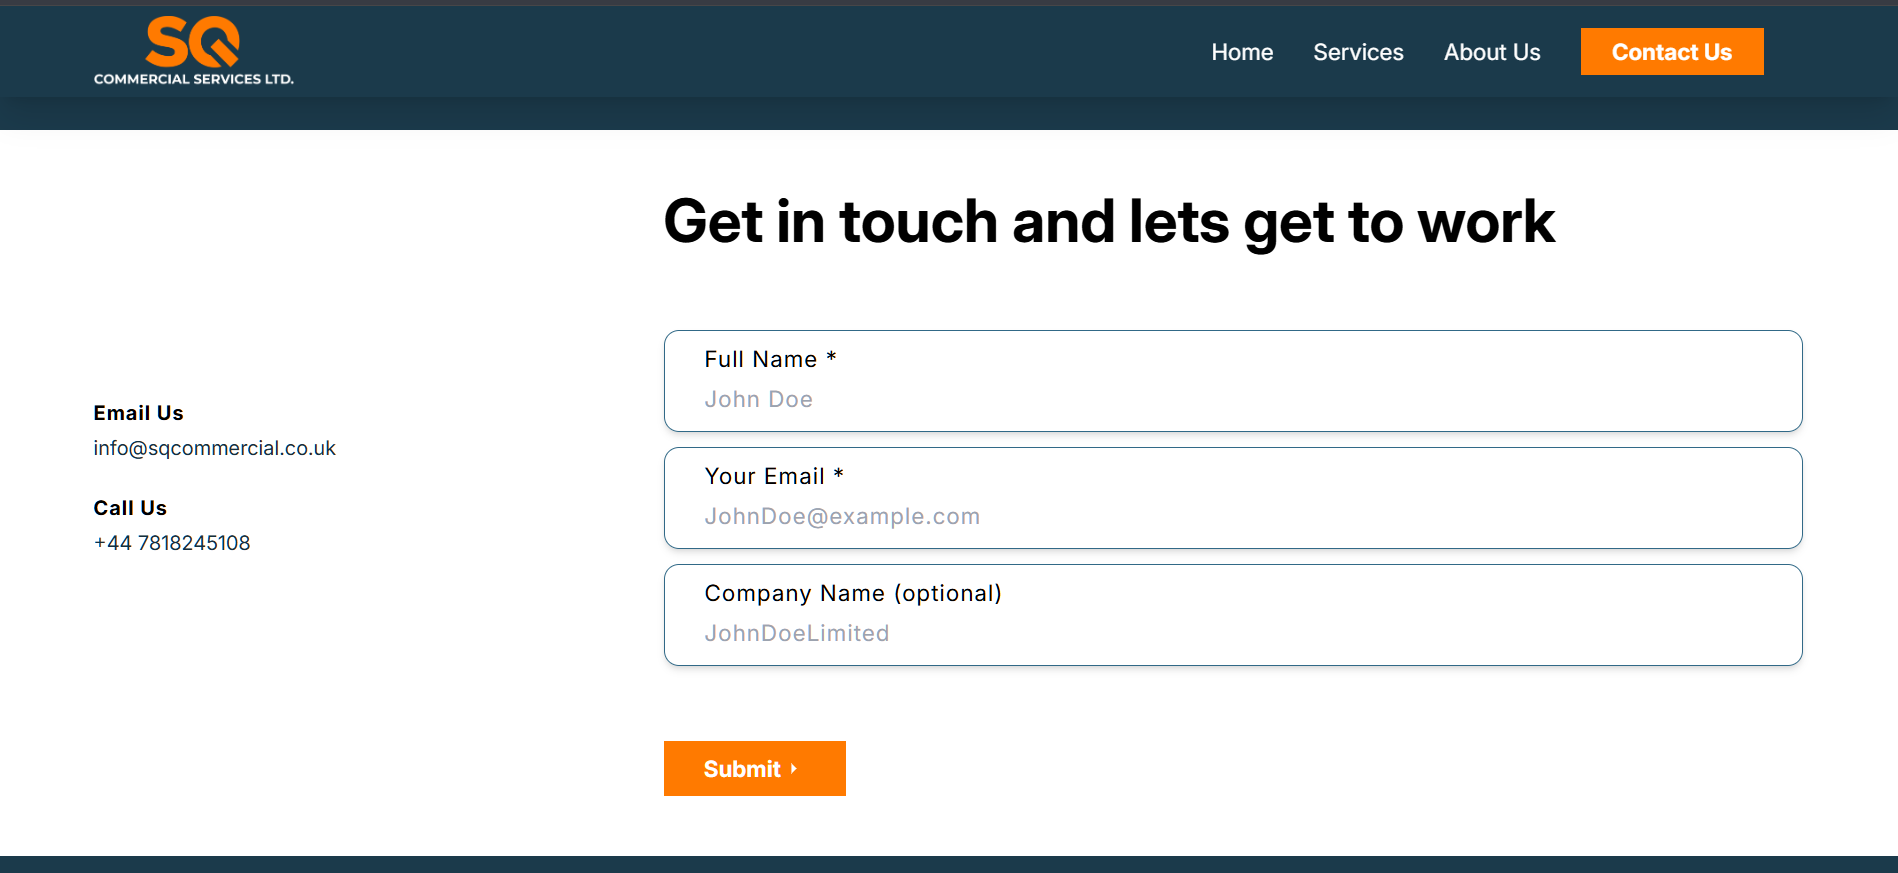 SQ
COMMERCIAL SERVICES LTD.
Home
Services
About Us
Contact Us
Get in touch and lets get to work
Email Us
info@sqcommercial.co.uk
Call Us
+44 7818245108
Full Name *
John Doe
Your Email *
JohnDoe@example.com
Company Name (optional)
JohnDoeLimited
Submit